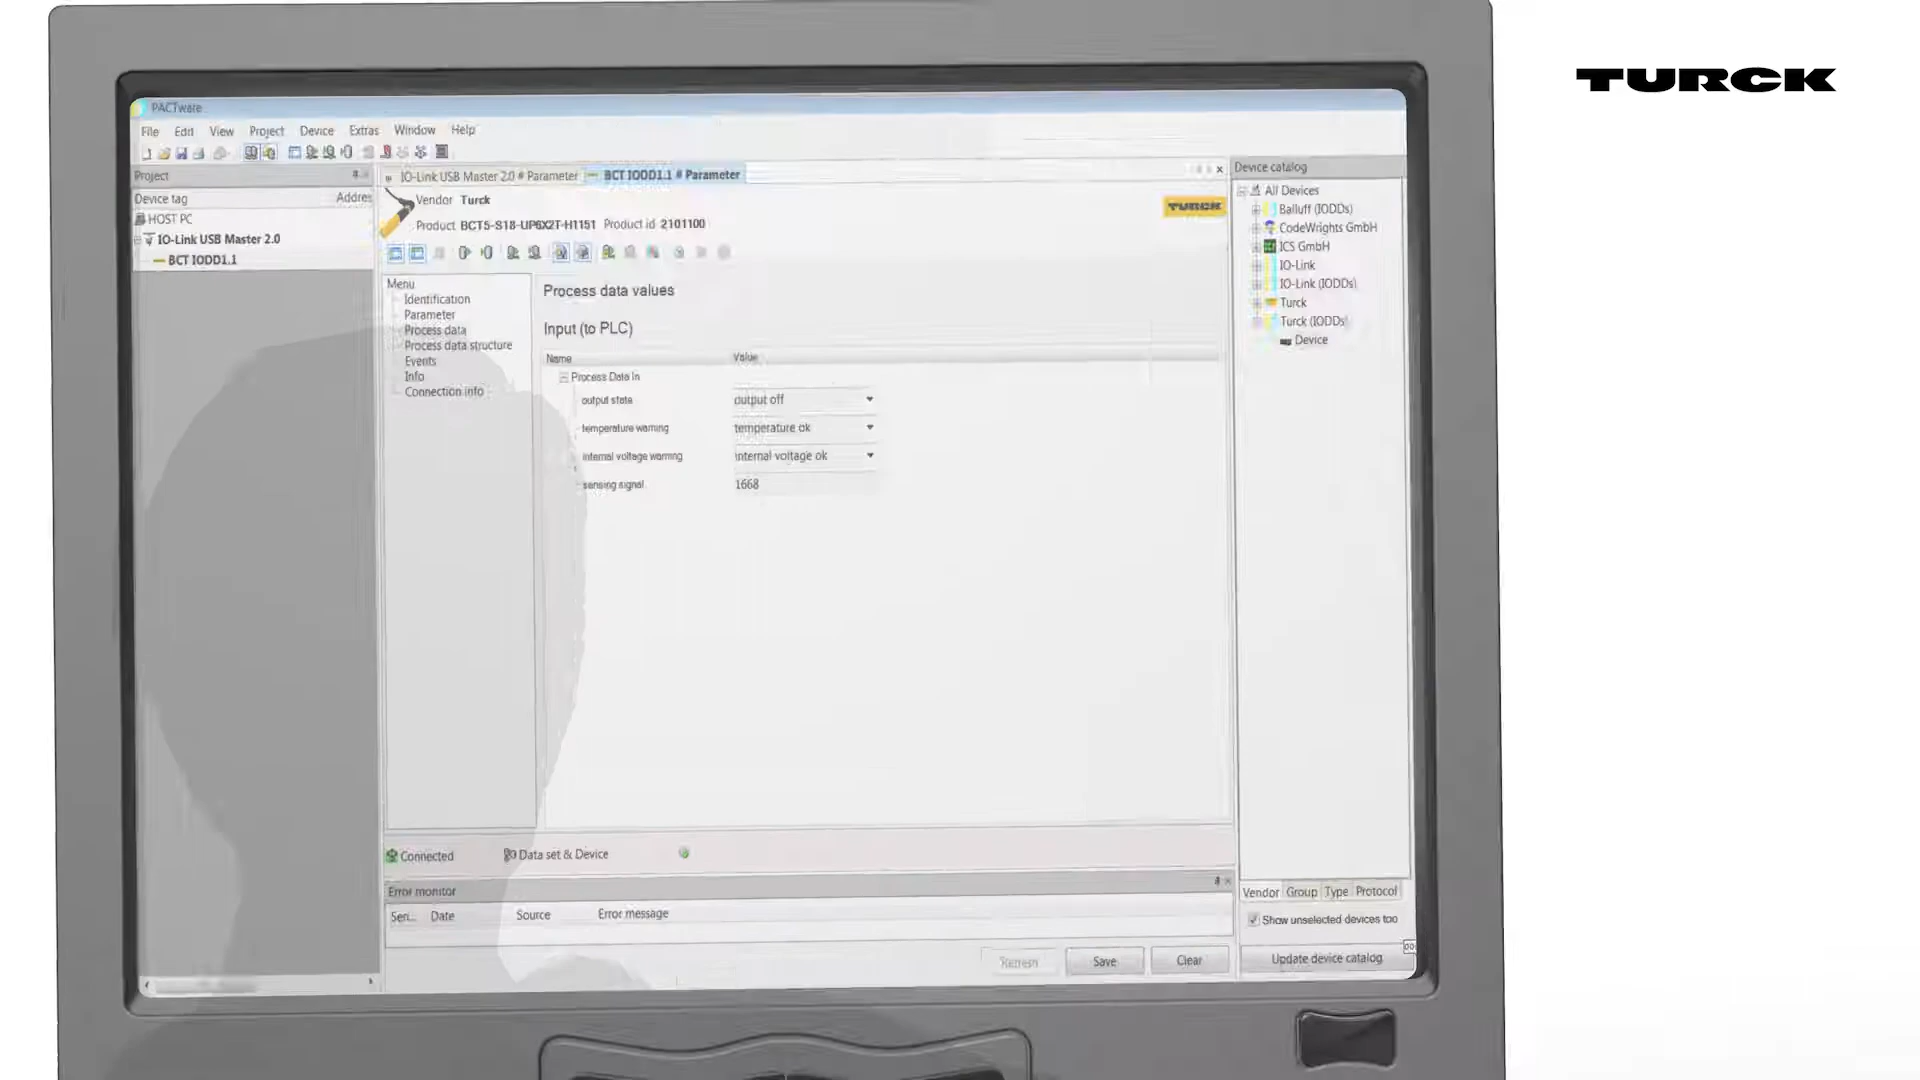 TURCK
PACTware
File Edit View Project Device Extras Window Help
Project
Device tag Addres
HOST PC
IO-Link USB Master 2.0
BCT IODD1.1
IO-Link USB Master 2.0 # Parameter
BCT IODD1.1 # Parameter
Vendor Turck
Product BCT5-S18-UP6X2T-H1151 Product id 2101100
TURCK
Menu
Identification
Parameter
Process data
Process data structure
Events
Info
Connection info
Process data values
Input (to PLC)
Name Value
Process Data In
output state output off
temperature warning temperature ok
internal voltage warning internal voltage ok
sensing signal 1668
Connected Data set & Device
Error monitor
Seri... Date Source Error message
Refresh Save Clear
Device catalog
All Devices
Balluff (IODDs)
CodeWrights GmbH
ICS GmbH
IO-Link
IO-Link (IODDs)
Turck
Turck (IODDs)
Device
Vendor Group Type Protocol
Show unselected devices too
Update device catalog